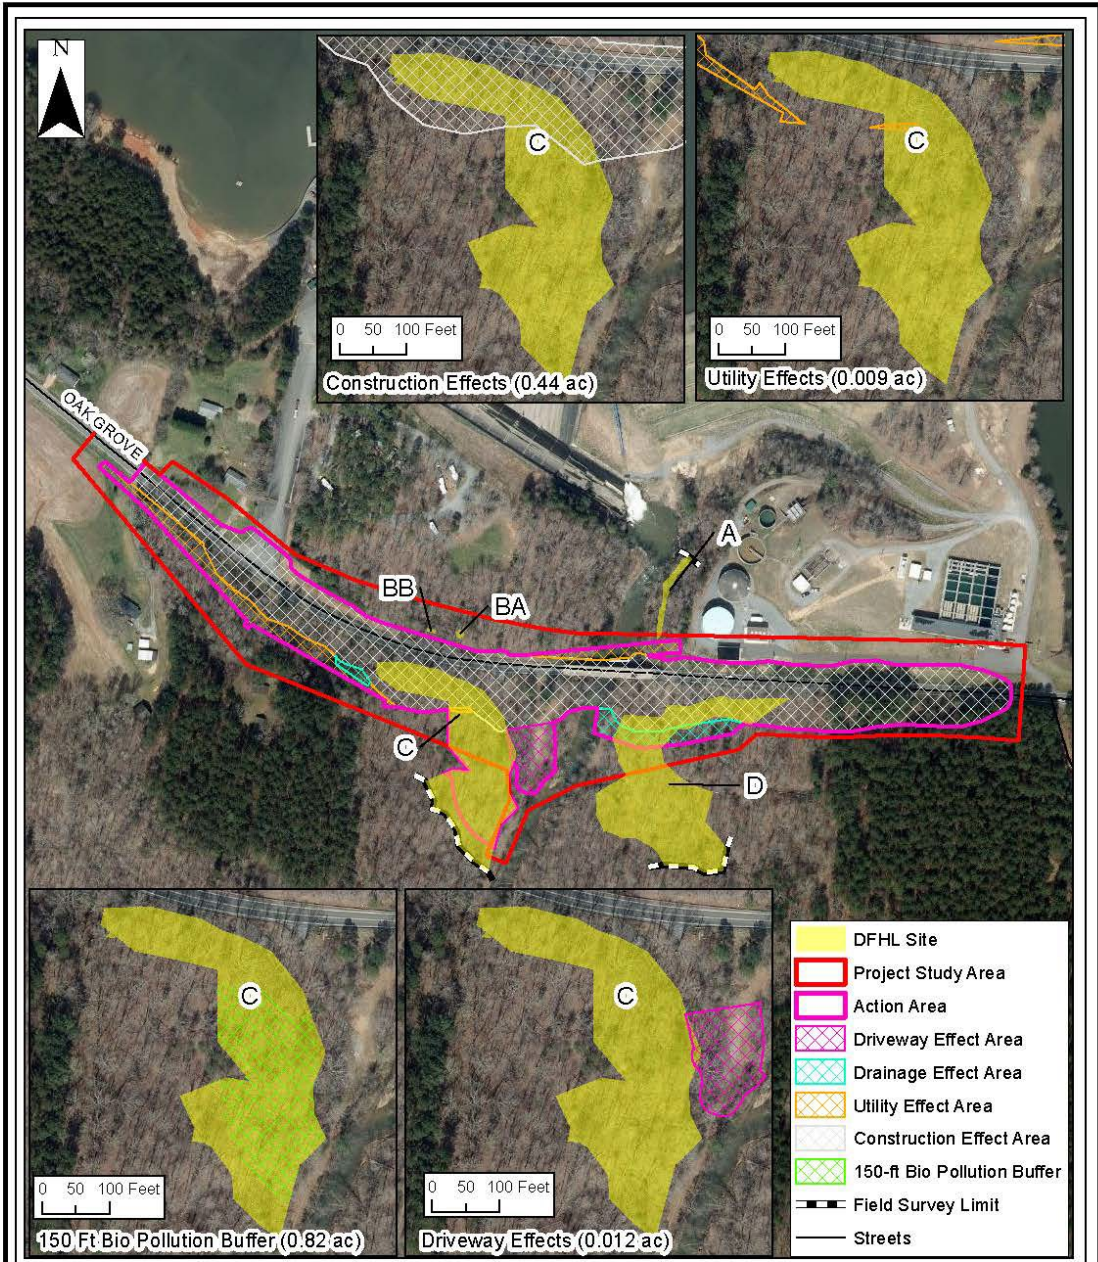 N
C
0 50 100 Feet
Construction Effects (0.44 ac)
C
0 50 100 Feet
Utility Effects (0.009 ac)
OAK GROVE
A
BB
BA
C
D
C
0 50 100 Feet
150 Ft Bio Pollution Buffer (0.82 ac)
C
0 50 100 Feet
Driveway Effects (0.012 ac)
DFHL Site
Project Study Area
Action Area
Driveway Effect Area
Drainage Effect Area
Utility Effect Area
Construction Effect Area
150-ft Bio Pollution Buffer
Field Survey Limit
Streets